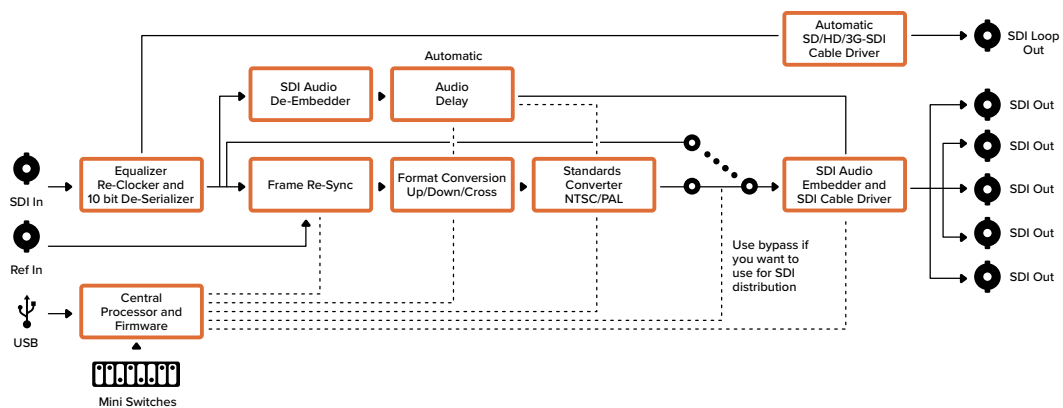 Automatic
SD/HD/3G-SDI
Cable Driver
SDI Loop
Out
Automatic
SDI Audio
De-Embedder
Audio
Delay
SDI Out
SDI Out
SDI Out
SDI Out
SDI Out
SDI In
Equalizer
Re-Clocker and
10 bit De-Serializer
Frame Re-Sync
Format Conversion
Up/Down/Cross
Standards
Converter
NTSC/PAL
SDI Audio
Embedder and
SDI Cable Driver
Ref In
Use bypass if
you want to
use for SDI
distribution
USB
Central
Processor and
Firmware
Mini Switches